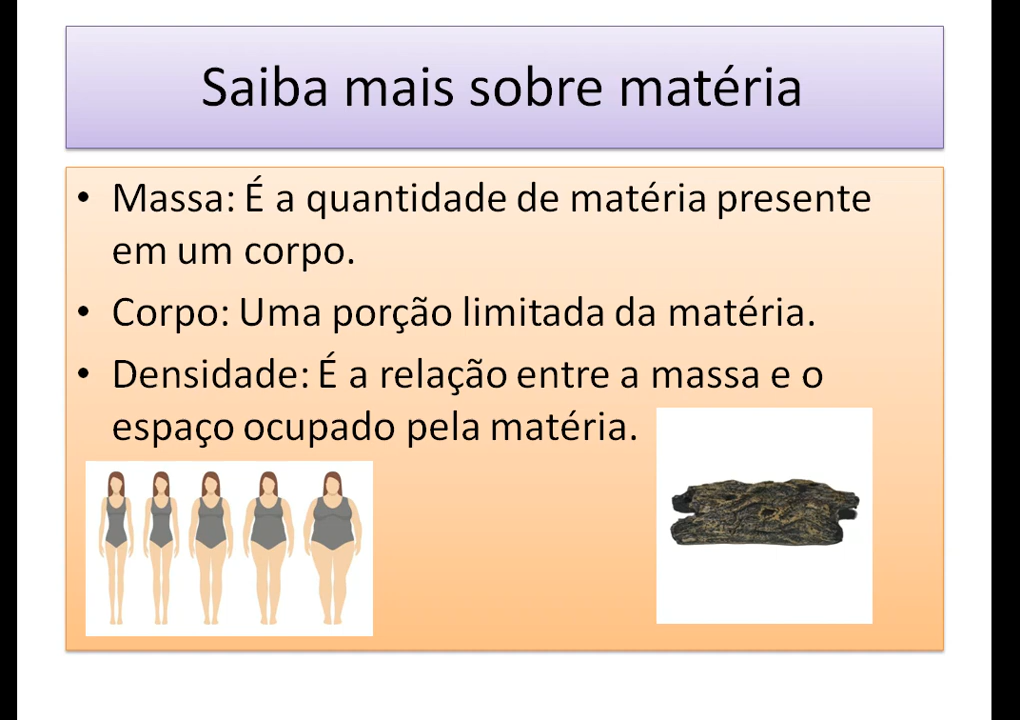 Saiba mais sobre matéria
• Massa: É a quantidade de matéria presente
em um corpo.
• Corpo: Uma porção limitada da matéria.
• Densidade: É a relação entre a massa e o
espaço ocupado pela matéria.